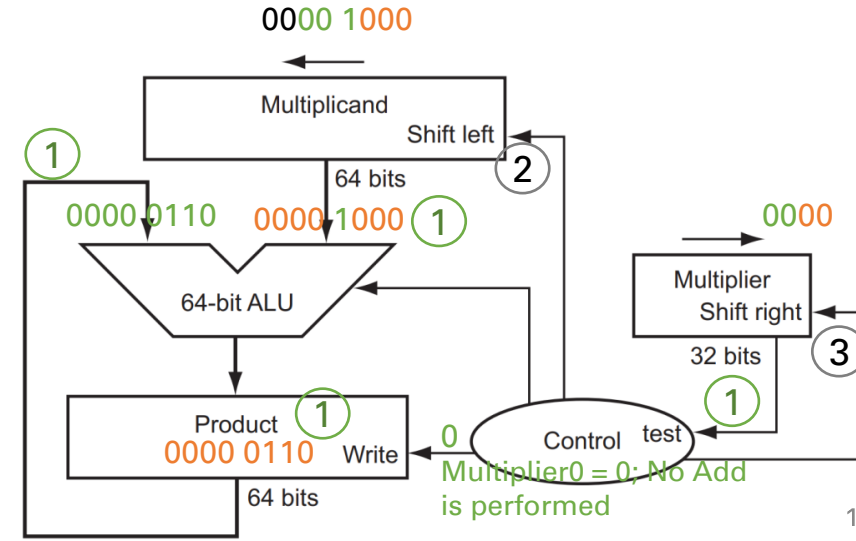 0000 1000
Multiplicand
Shift left
1
2
64 bits
0000 0110
0000 1000
1
0000
Multiplier
Shift right
64-bit ALU
3
32 bits
1
1
Product
0000 0110
Write
0
Control
test
Multiplier0 = 0; No Add
is performed
64 bits
1